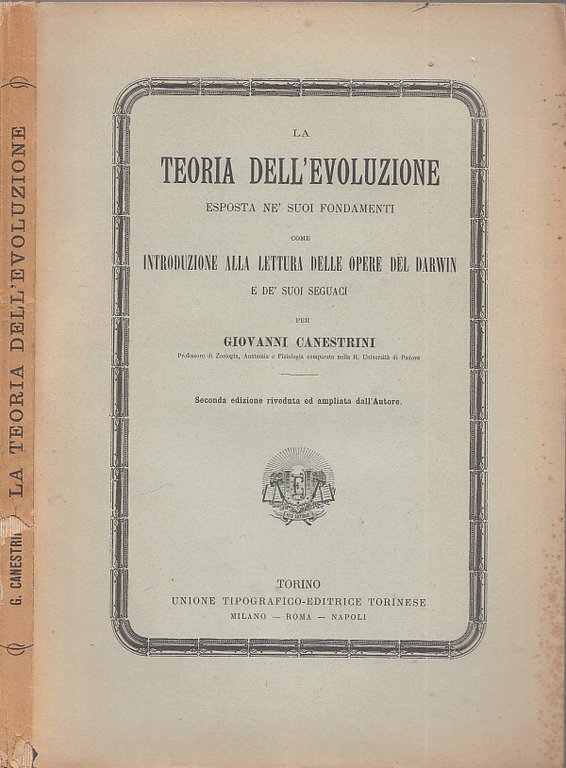 G. CANESTRI
LA TEORIA DELL'EVOLUZIONE
LA
TEORIA DELL'EVOLUZIONE
ESPOSTA NE' SUOI FONDAMENTI
COME
INTRODUZIONE ALLA LETTURA DELLE OPERE DEL DARWIN
E DE' SUOI SEGUACI
PER
GIOVANNI CANESTRINI
Professore di Zoologia, Anatomia e Fisiologia comparata nella R. Università di Padova
Seconda edizione riveduta ed ampliata dall'Autore.
TORINO
UNIONE TIPOGRAFICO-EDITRICE TORINESE
MILANO — ROMA — NAPOLI